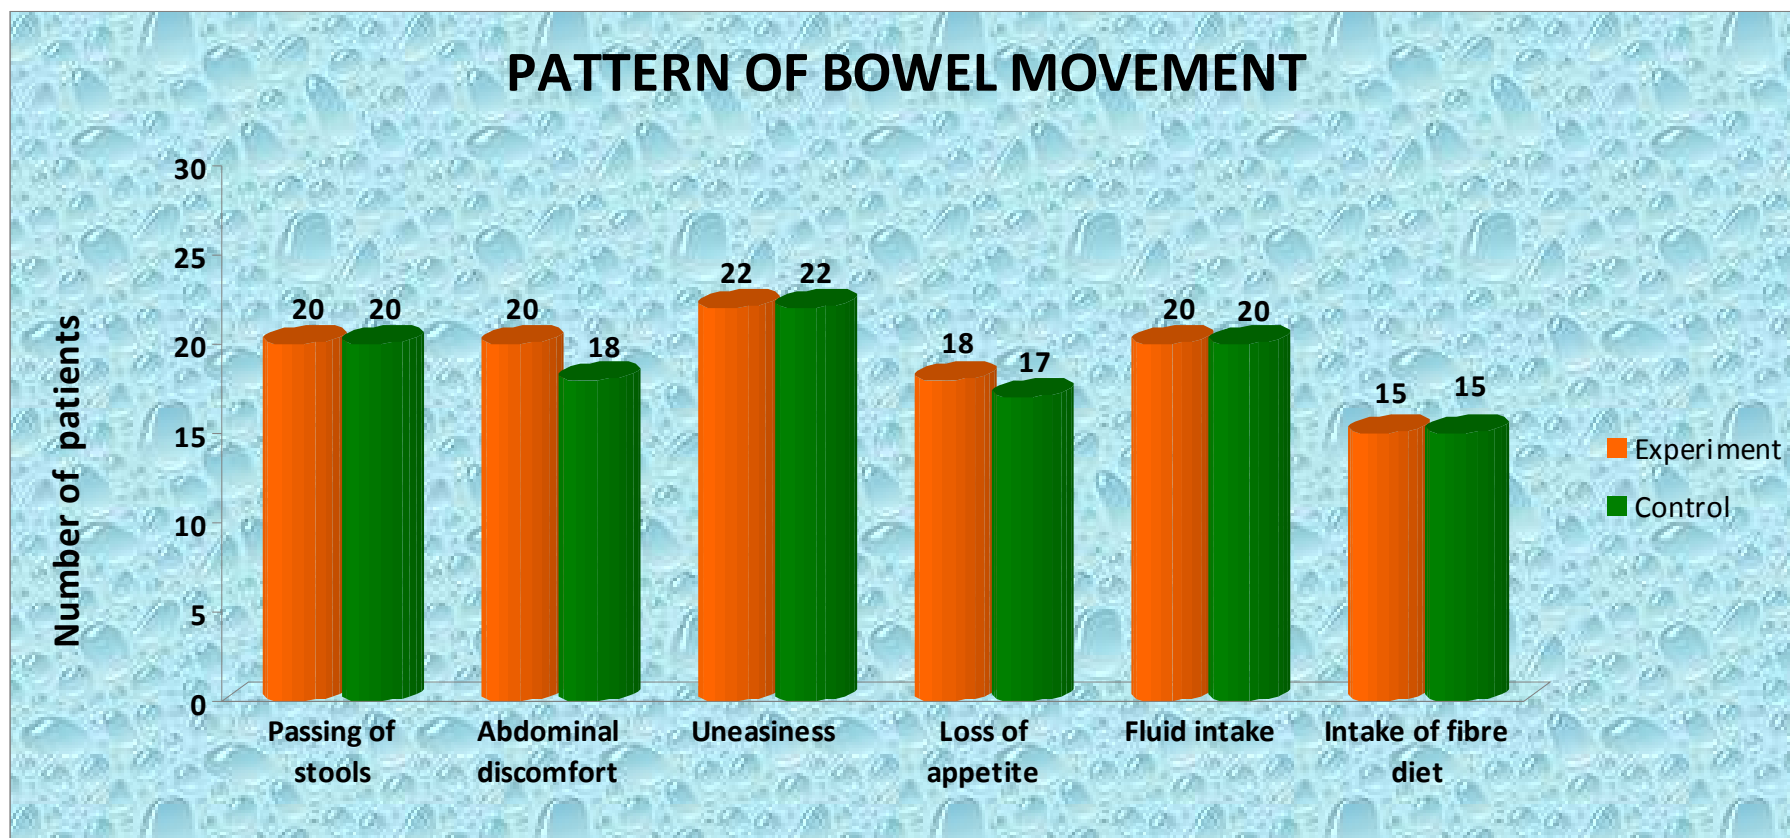 PATTERN OF BOWEL MOVEMENT
Number of patients
30
25
20
15
10
5
0
20 20
20 18
22 22
18 17
20 20
15 15
Passing of
stools
Abdominal
discomfort
Uneasiness
Loss of
appetite
Fluid intake
Intake of fibre
diet
Experiment
Control